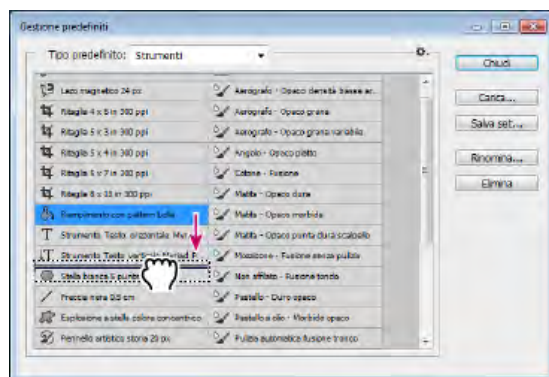 Gestione predefiniti
Tipo predefinito: Strumenti
Chiudi
Carica...
Salva set...
Rinomina...
Elimina
Lazo magnetico 24 px
Ritaglia 4 x 6 in 300 ppi
Ritaglia 5 x 3 in 300 ppi
Ritaglia 5 x 4 in 300 ppi
Ritaglia 5 x 7 in 300 ppi
Ritaglia 8 x 10 in 300 ppi
Riempimento con pattern Bolle
T Strumento Testo orizzontale
Strumento Testo verticale Myriad R
Stella bianca 5 punte
Freccia nera 0,5 cm
Esplosione a stella colore concentrico
Pennello artistico storia 20 px
Aerografo - Opaco densità bassa
Aerografo - Opaco grana
Aerografo - Opaco grana variabile
Angolo - Opaco piatto
Cotone - Fusione
Matita - Opaco dura
Matita - Opaco morbida
Matita - Opaco punta dura scalpello
Mozzicone - Fusione senza pulizia
Non affilato - Fusione tondo
Pastello - Duro opaco
Pastello a olio - Morbido opaco
Pulizia automatica fusione tronco